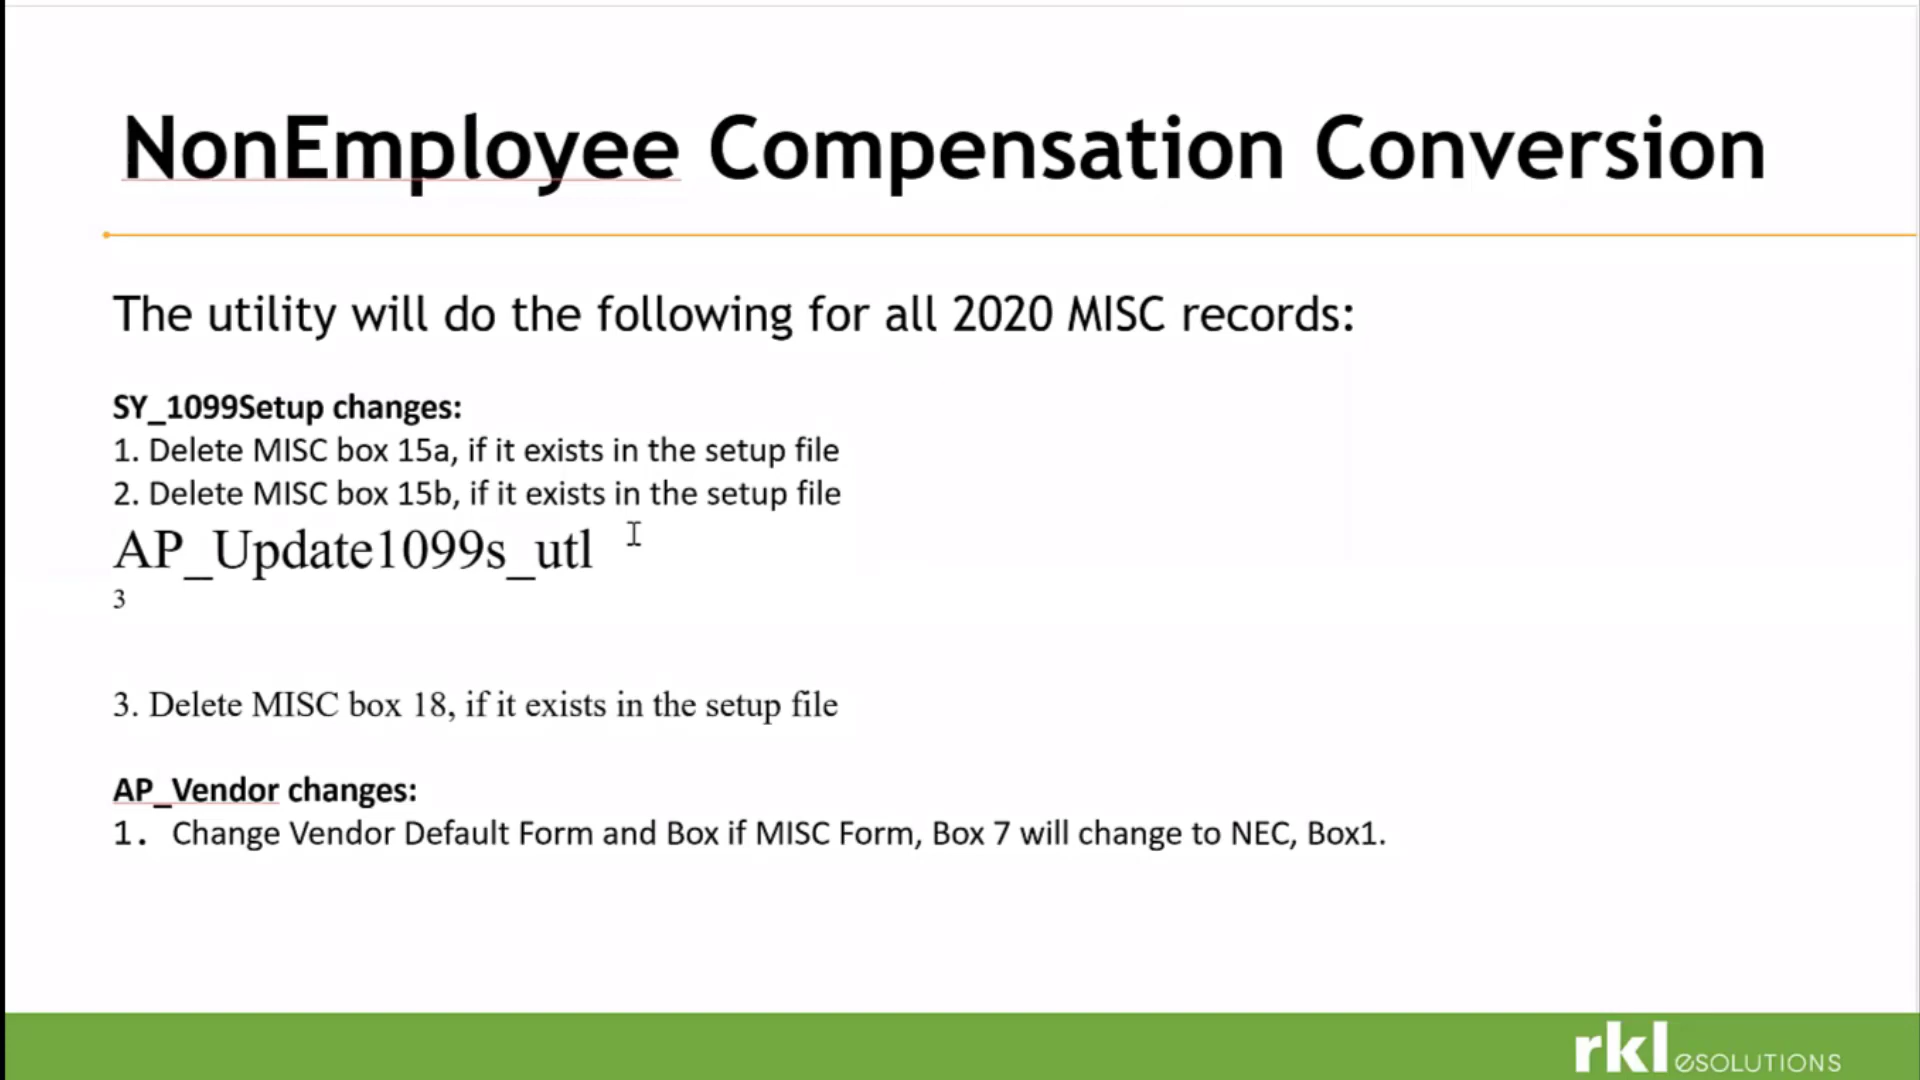 NonEmployee Compensation Conversion
The utility will do the following for all 2020 MISC records:
SY_1099Setup changes:
1. Delete MISC box 15a, if it exists in the setup file
2. Delete MISC box 15b, if it exists in the setup file
AP_Update1099s_utl
3
3. Delete MISC box 18, if it exists in the setup file
AP_Vendor changes:
1. Change Vendor Default Form and Box if MISC Form, Box 7 will change to NEC, Box1.
rkl eSOLUTIONS